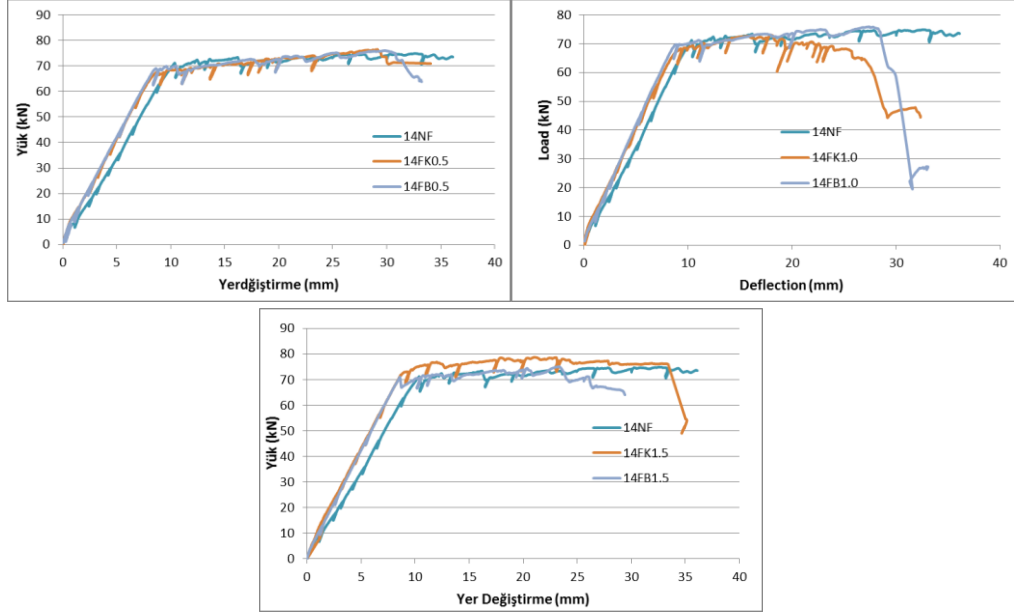 80
70
60
50
40
30
20
10
0
Yük (kN)
14NF
14FK0.5
14FB0.5
0 5 10 15 20 25 30 35 40
Yerdğiştirme (mm)
80
70
60
50
40
30
20
10
0
Load (kN)
14NF
14FK1.0
14FB1.0
0 10 20 30 40
Deflection (mm)
90
80
70
60
50
40
30
20
10
0
Yük (kN)
14NF
14FK1.5
14FB1.5
0 5 10 15 20 25 30 35 40
Yer Değiştirme (mm)